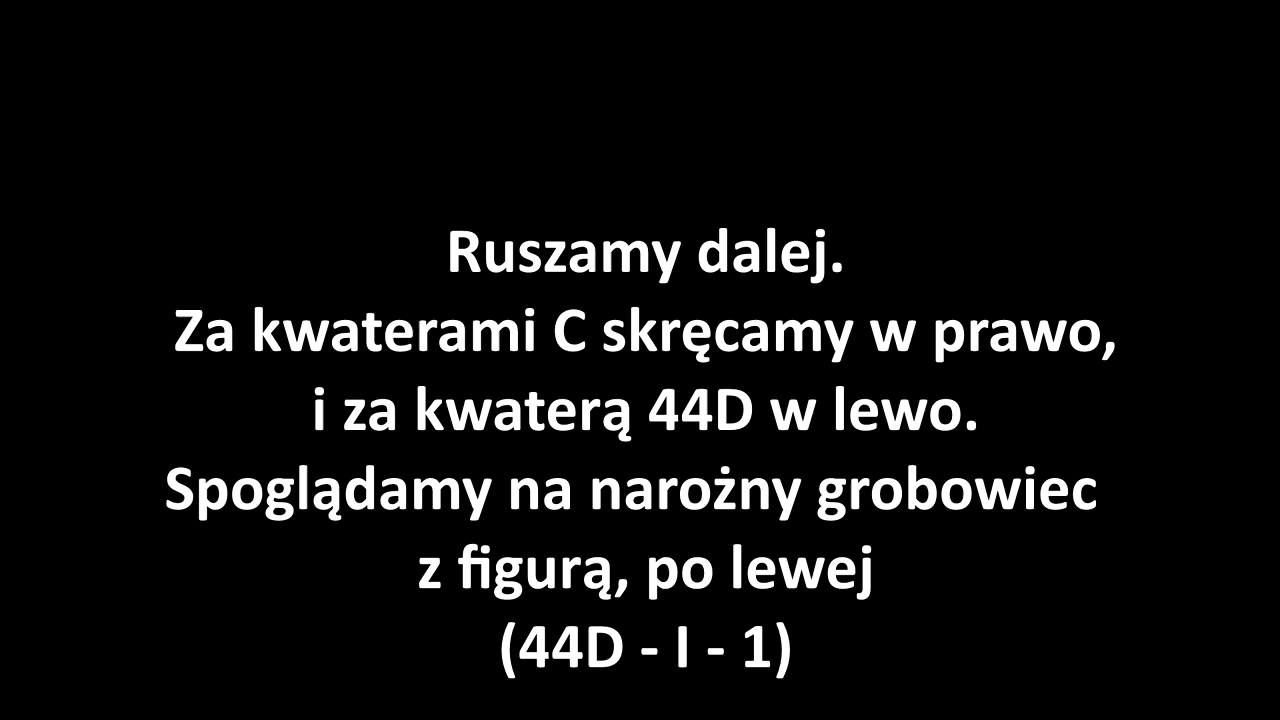 Ruszamy dalej.
Za kwaterami C skręcamy w prawo,
i za kwaterą 44D w lewo.
Spoglądamy na narożny grobowiec
z figurą, po lewej
(44D - I - 1)